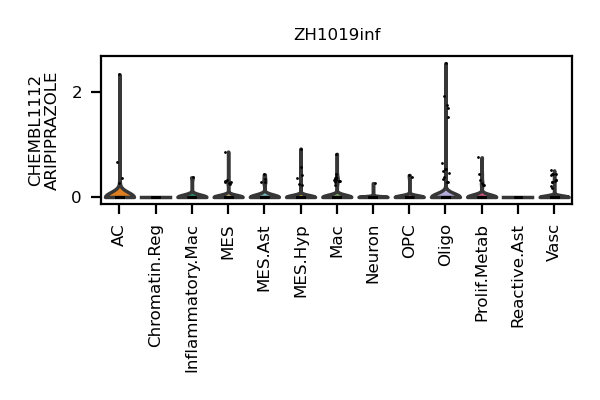 ZH1019inf
CHEMBL1112
ARIPIPRAZOLE
2
0
AC
Chromatin.Reg
Inflammatory.Mac
MES
MES.Ast
MES.Hyp
Mac
Neuron
OPC
Oligo
Prolif.Metab
Reactive.Ast
Vasc